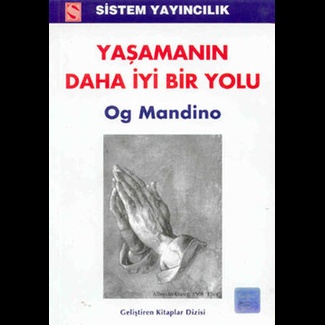 S SİSTEM YAYINCILIK
YAŞAMANIN
DAHA İYİ BİR YOLU
Og Mandino
Geliştiren Kitaplar Dizisi